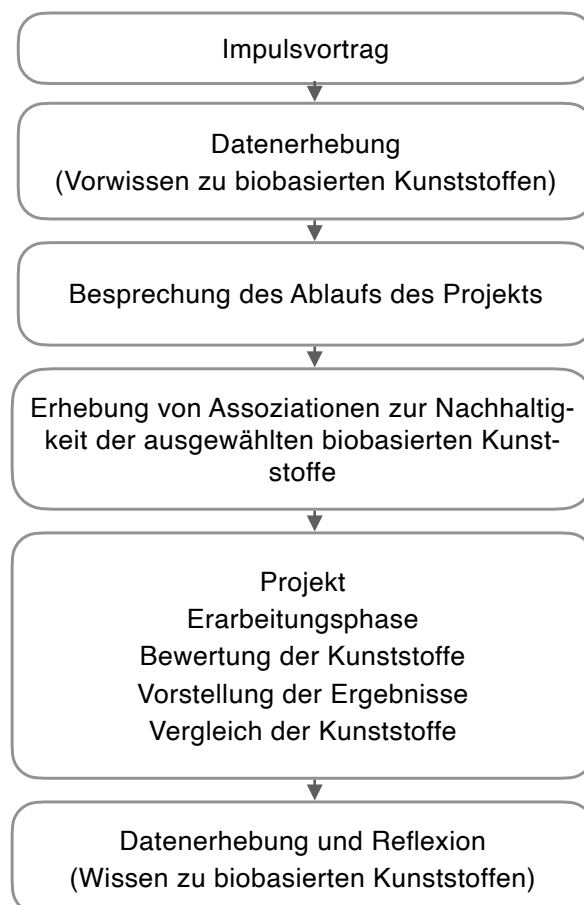 Impulsvortrag
Datenerhebung
(Vorwissen zu biobasierten Kunststoffen)
Besprechung des Ablaufs des Projekts
Erhebung von Assoziationen zur Nachhaltig-
keit der ausgewählten biobasierten Kunst-
stoffe
Projekt
Erarbeitungsphase
Bewertung der Kunststoffe
Vorstellung der Ergebnisse
Vergleich der Kunststoffe
Datenerhebung und Reflexion
(Wissen zu biobasierten Kunststoffen)